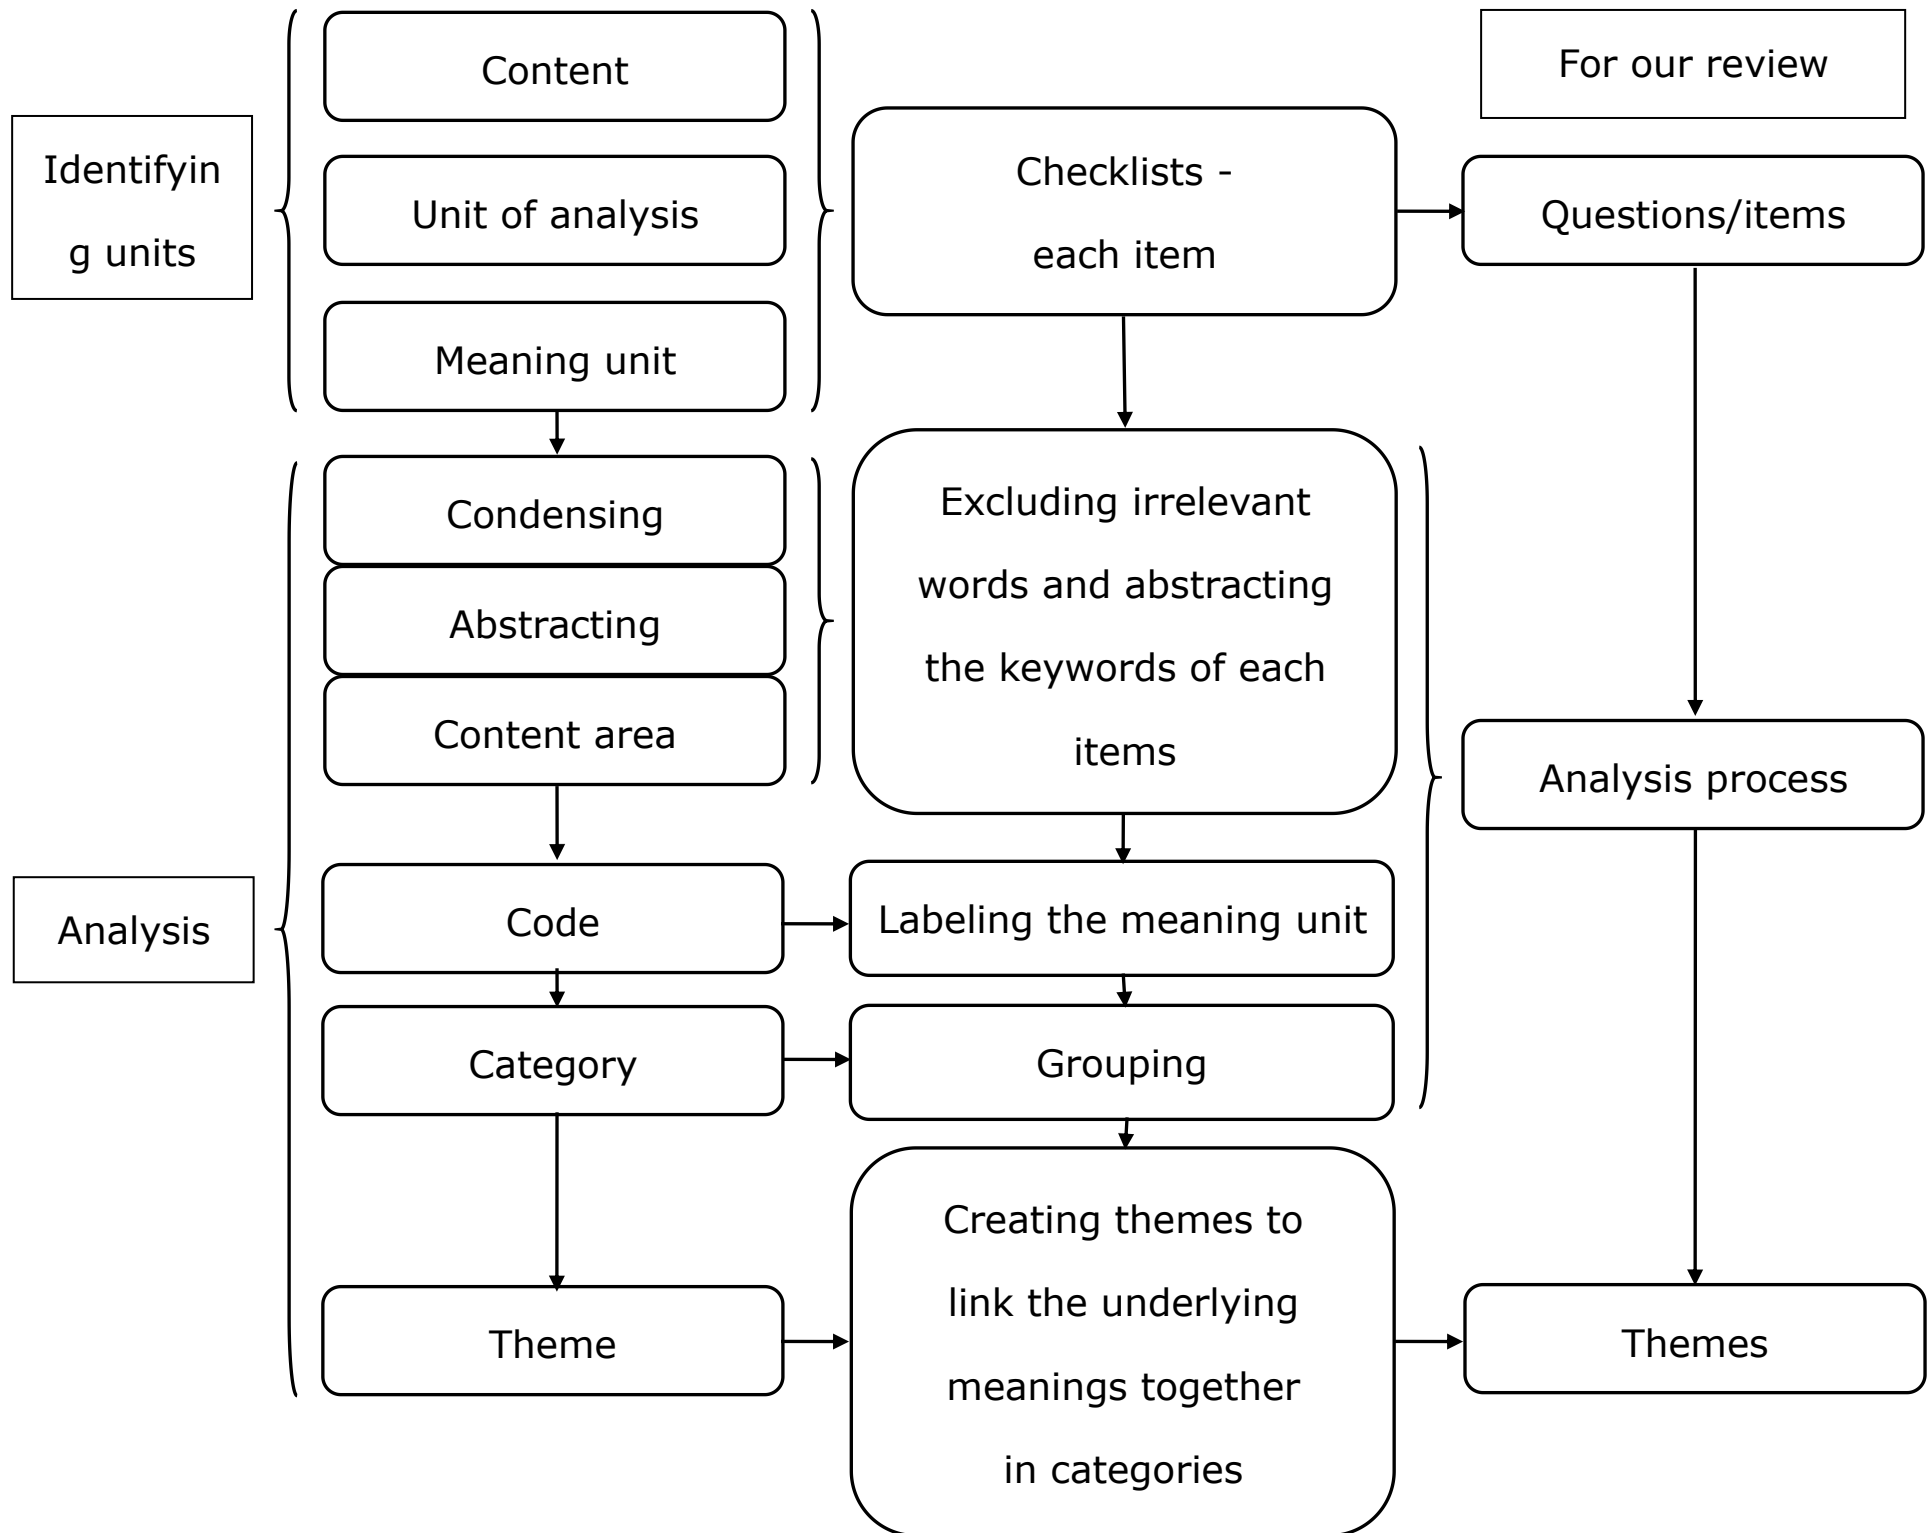 Content
For our review
Identifyin
g units
Unit of analysis
Checklists -
each item
Questions/items
Meaning unit
Condensing
Abstracting
Content area
Excluding irrelevant
words and abstracting
the keywords of each
items
Analysis process
Analysis
Code
Labeling the meaning unit
Category
Grouping
Theme
Creating themes to
link the underlying
meanings together
in categories
Themes